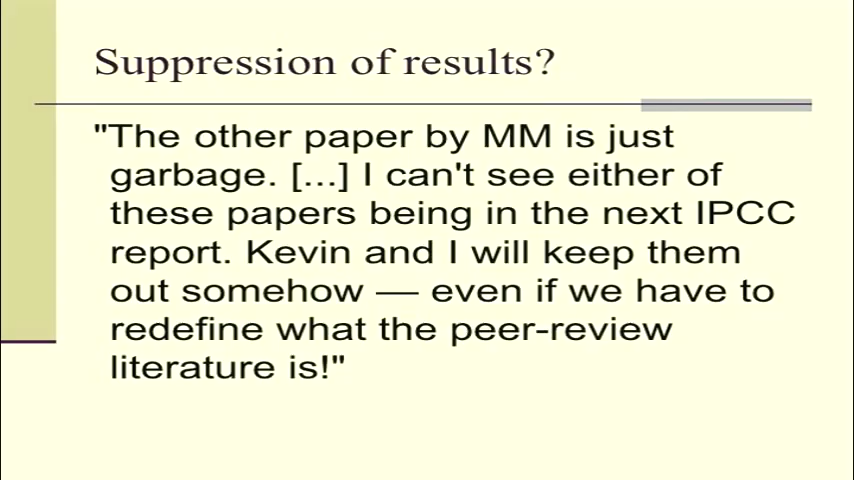 Suppression of results?
"The other paper by MM is just
garbage. [...] I can't see either of
these papers being in the next IPCC
report. Kevin and I will keep them
out somehow — even if we have to
redefine what the peer-review
literature is!"